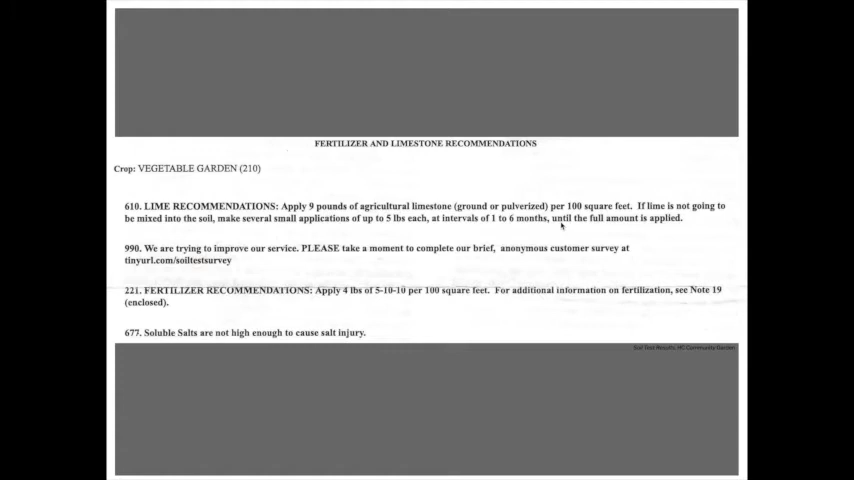 FERTILIZER AND LIMESTONE RECOMMENDATIONS
Crop: VEGETABLE GARDEN (210)
610. LIME RECOMMENDATIONS: Apply 9 pounds of agricultural limestone (ground or pulverized) per 100 square feet. If lime is not going to
be mixed into the soil, make several small applications of up to 5 lbs each, at intervals of 1 to 6 months, until the full amount is applied.
990. We are trying to improve our service. PLEASE take a moment to complete our brief, anonymous customer survey at
tinyurl.com/soiltestsurvey
221. FERTILIZER RECOMMENDATIONS: Apply 4 lbs of 5-10-10 per 100 square feet. For additional information on fertilization, see Note 19
(enclosed).
677. Soluble Salts are not high enough to cause salt injury.
Soil Test Results, HC Community Garden